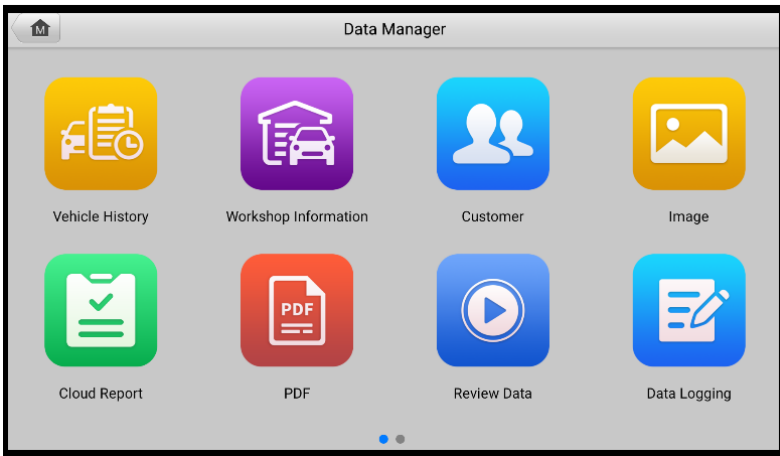 M
Data Manager
Vehicle History
Workshop Information
Customer
Image
PDF
Cloud Report
PDF
Review Data
Data Logging